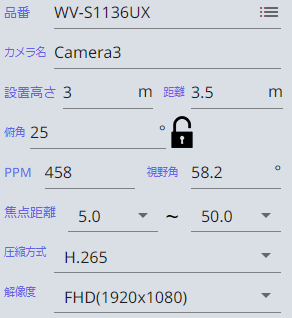 品番 WV-S1136UX
カメラ名 Camera3
設置高さ 3 m 距離 3.5 m
俯角 25 °
PPM 458 視野角 58.2 °
焦点距離 5.0 ~ 50.0
圧縮方式 H.265
解像度 FHD(1920x1080)